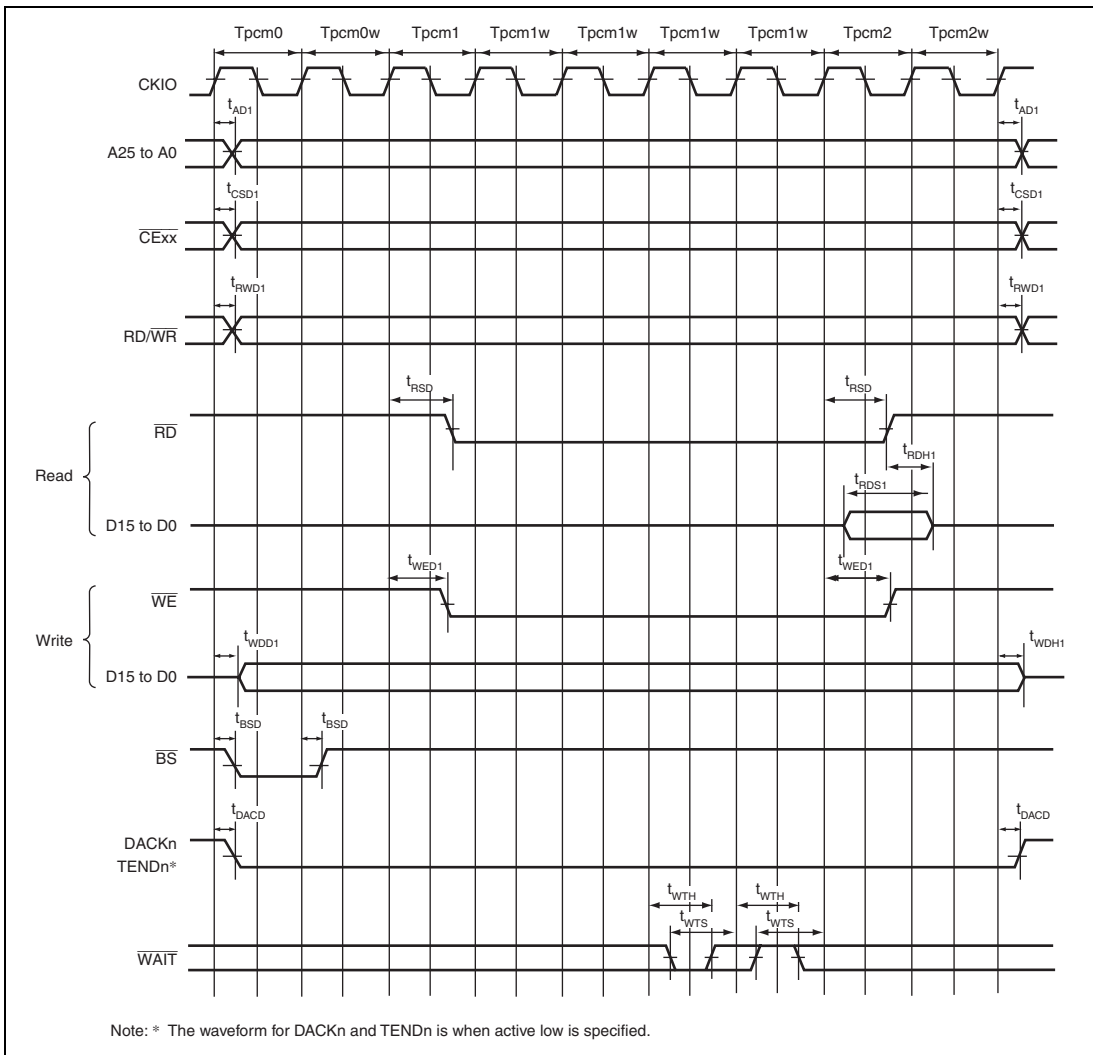 Tpcm0 Tpcm0w Tpcm1 Tpcm1w Tpcm1w Tpcm1w Tpcm1w Tpcm2 Tpcm2w
CKIO
tAD1 tAD1
A25 to A0
tCSD1 tCSD1
CExx
tRWD1 tRWD1
RD/WR
tRSD tRSD
RD
tRDH1
Read
tRDS1
D15 to D0
tWED1 tWED1
WE
Write
tWDD1 tWDH1
D15 to D0
tBSD tBSD
BS
tDACD tDACD
DACKn
TENDn*
tWTH tWTH
tWTS tWTS
WAIT
Note: * The waveform for DACKn and TENDn is when active low is specified.